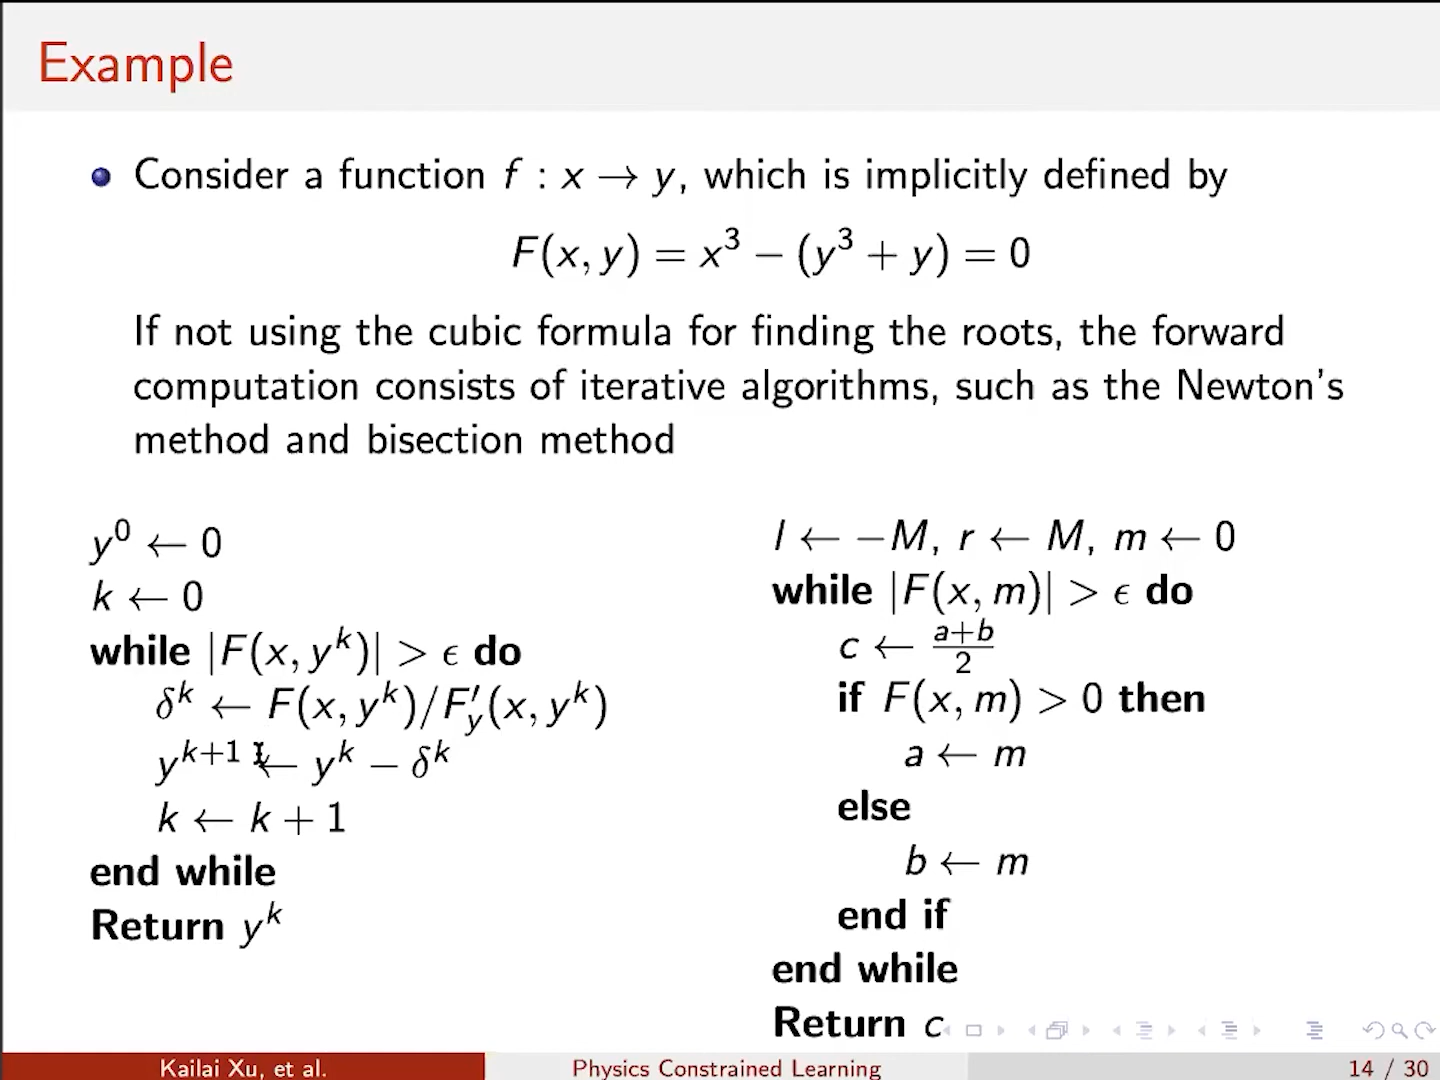 Example
Consider a function f : x → y, which is implicitly defined by
F(x, y) = x³ − (y³ + y) = 0
If not using the cubic formula for finding the roots, the forward
computation consists of iterative algorithms, such as the Newton's
method and bisection method
y⁰ ← 0
k ← 0
while |F(x, yᵏ)| > ϵ do
δᵏ ← F(x, yᵏ)/F′_y(x, yᵏ)
yᵏ⁺¹ ← yᵏ − δᵏ
k ← k + 1
end while
Return yᵏ
l ← −M, r ← M, m ← 0
while |F(x, m)| > ϵ do
c ← (a+b)/2
if F(x, m) > 0 then
a ← m
else
b ← m
end if
end while
Return c
Kailai Xu, et al.
Physics Constrained Learning
14 / 30